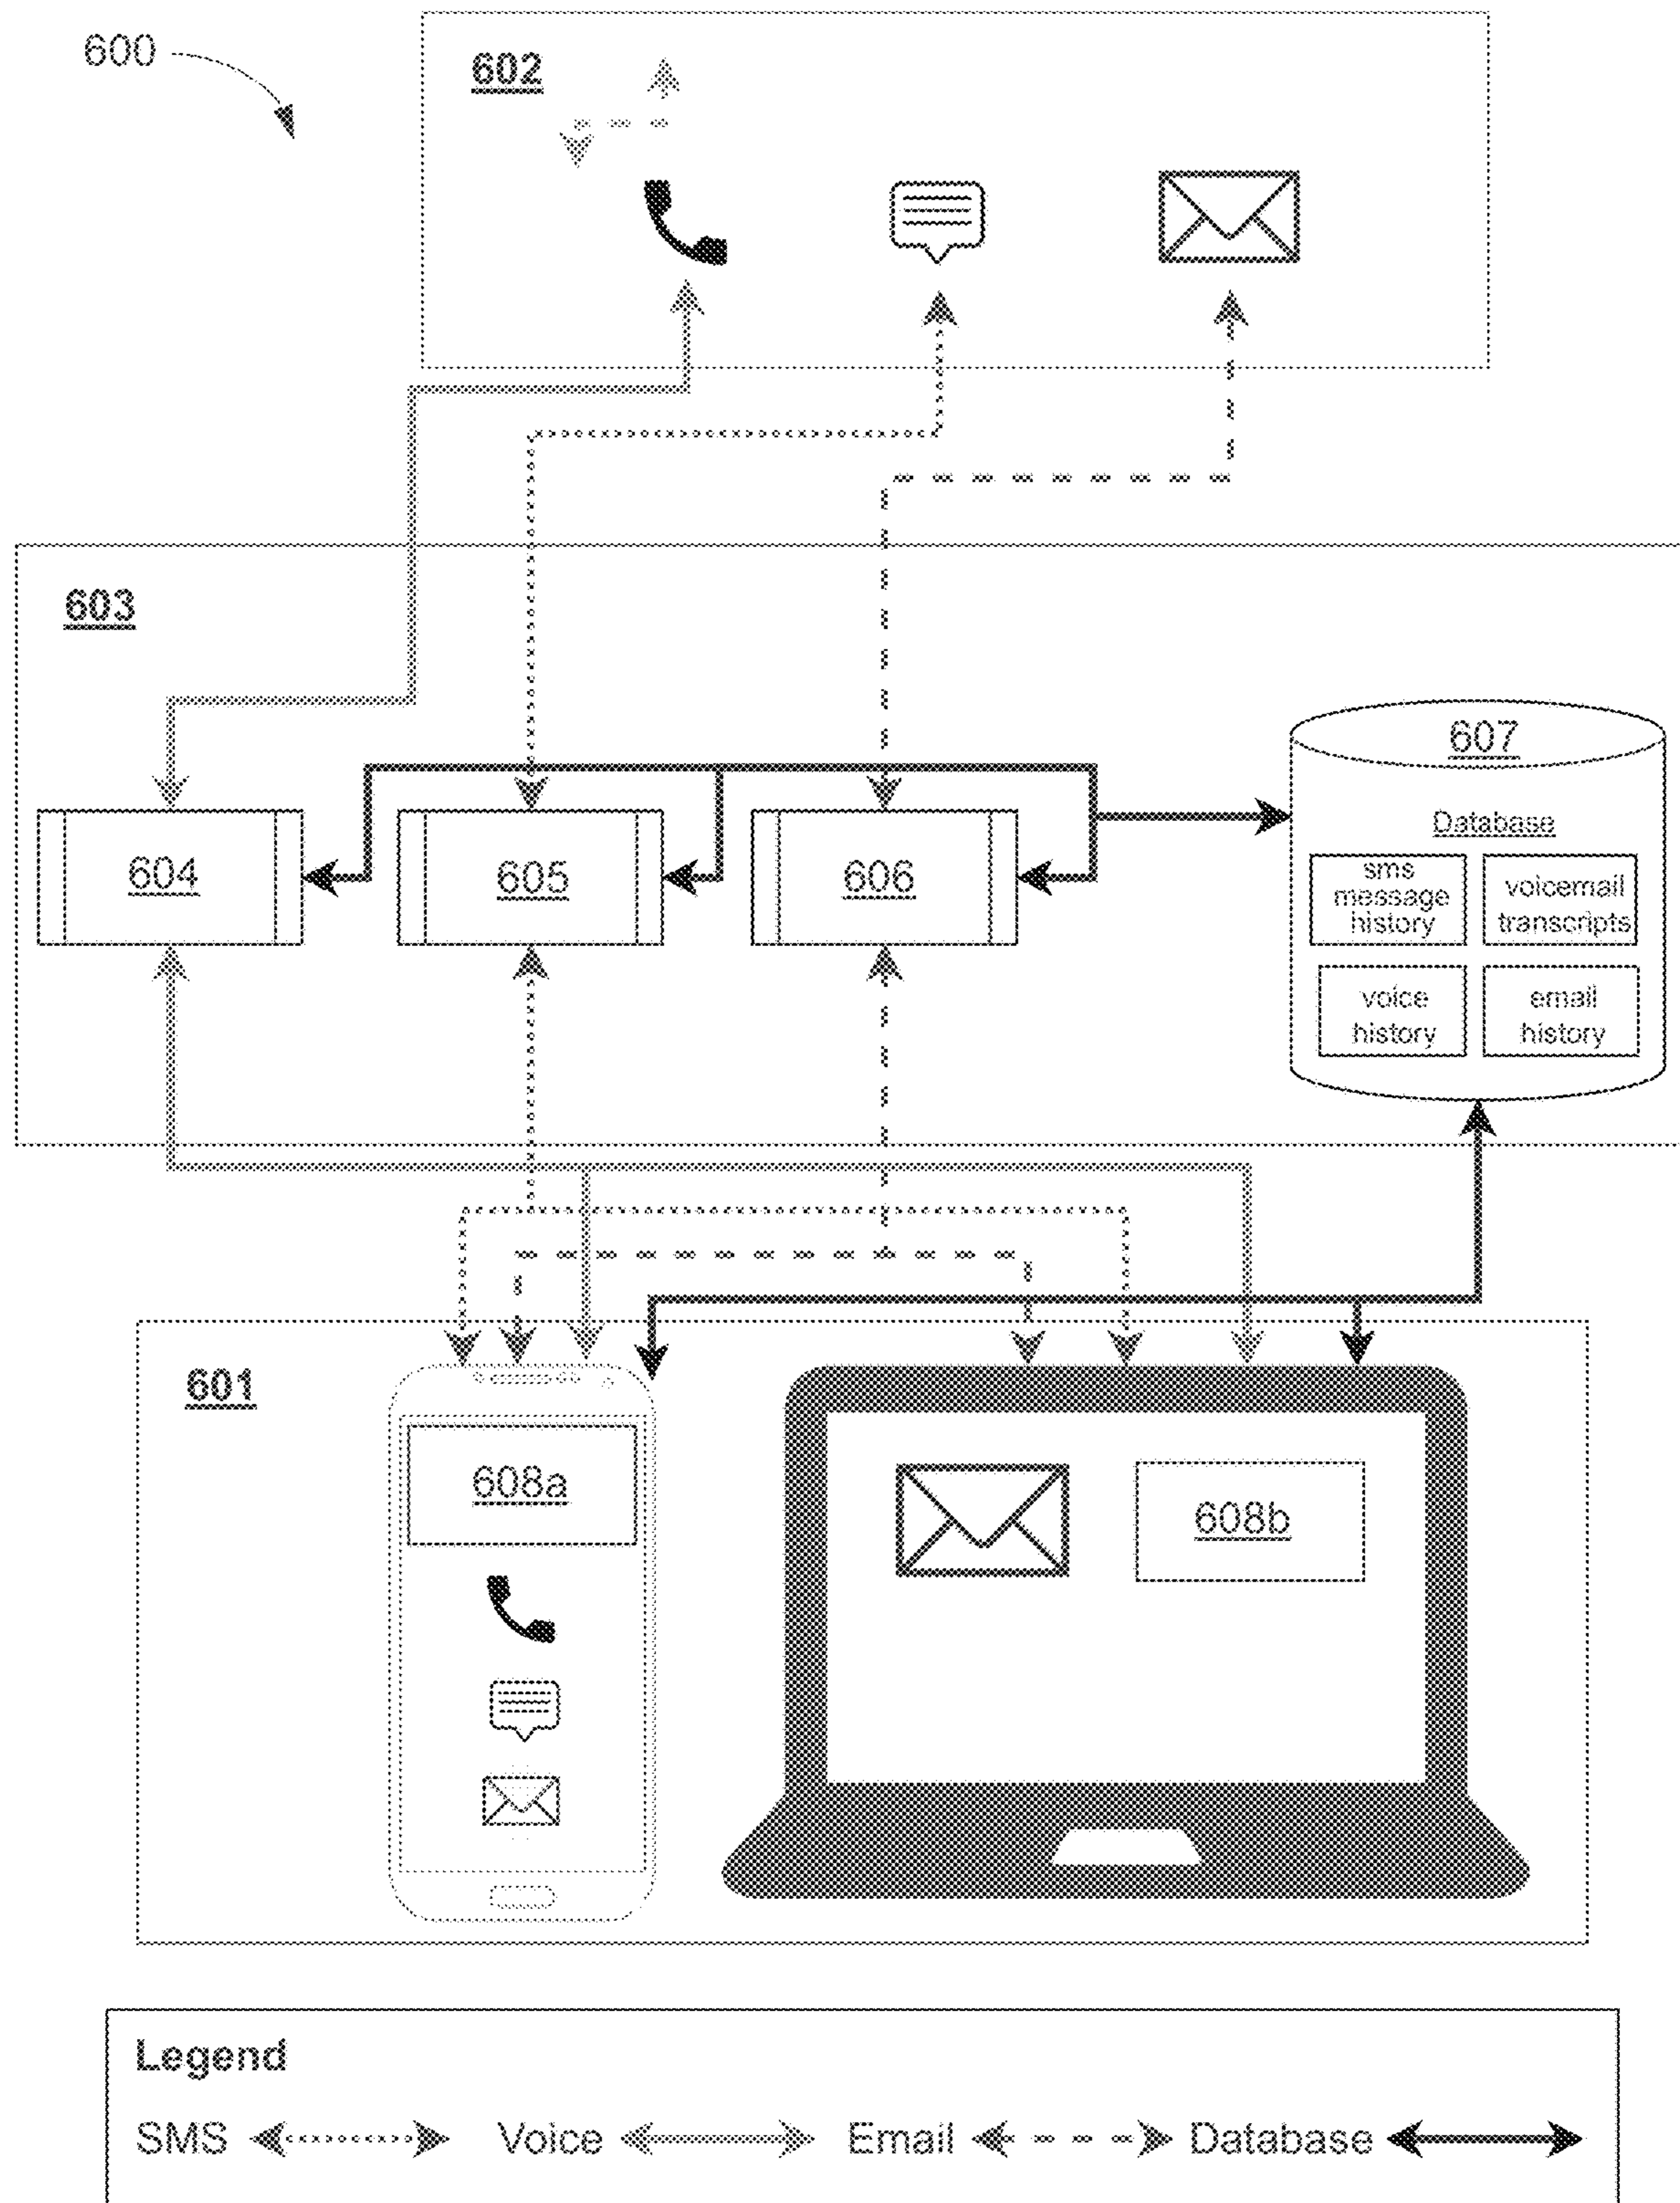 600
602
603
607
Database
604
605
606
sms
message
history
voicemail
transcripts
voice
history
email
history
601
608a
608b
Legend
SMS
Voice
Email
Database